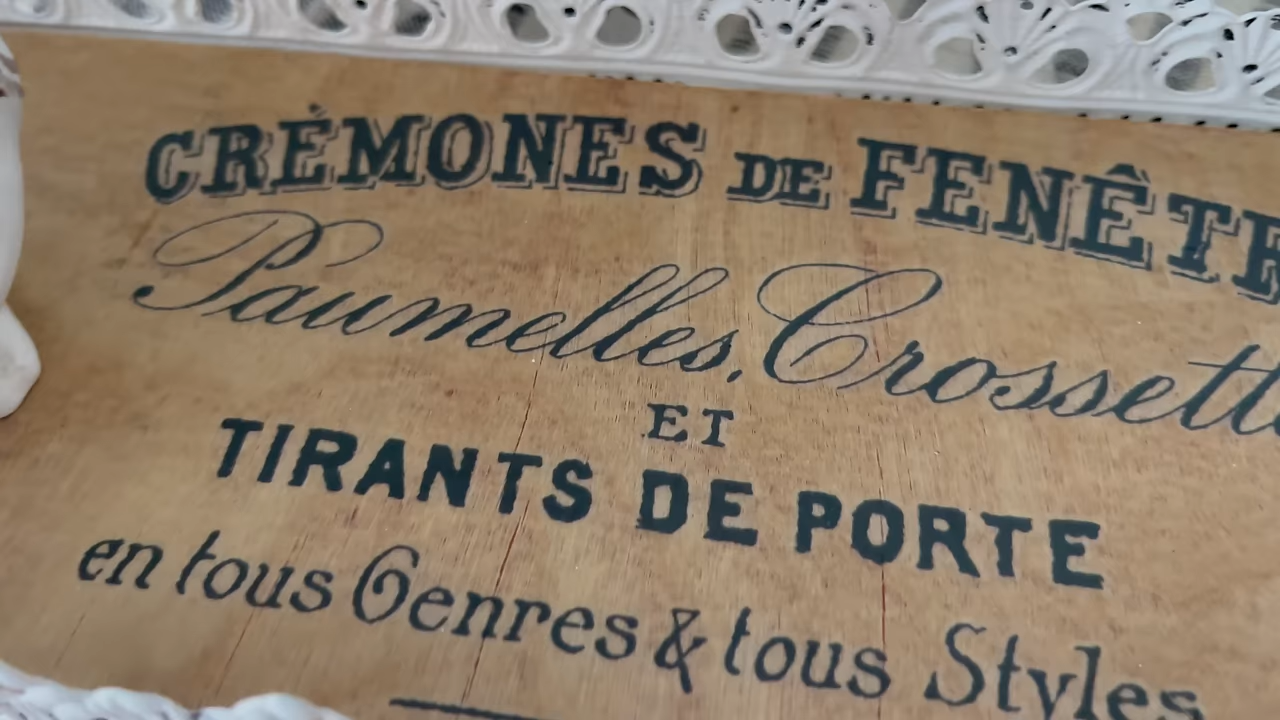 CRÉMONES DE FENÊTR
Paumelles, Crossett
ET
TIRANTS DE PORTE
en tous Genres & tous Styles